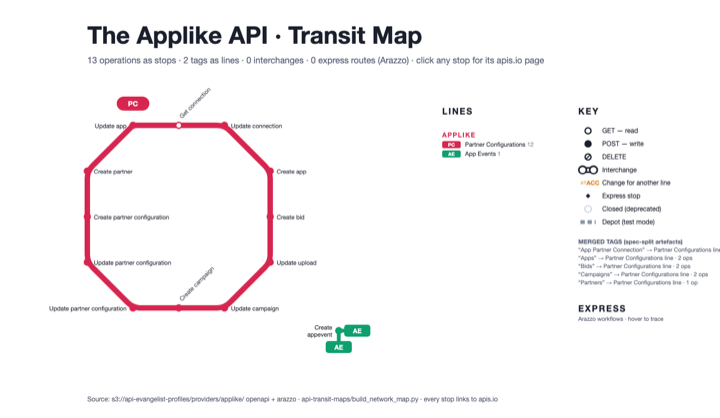 The Applike API · Transit Map
13 operations as stops · 2 tags as lines · 0 interchanges · 0 express routes (Arazzo) · click any stop for its apis.io page
PC
Get connection
Update app
Update connection
Create partner
Create app
Create partner configuration
Create bid
Update partner configuration
Update upload
Create campaign
Update partner configuration
Update campaign
Create
appevent
AE
AE
LINES
APPLIKE
PC Partner Configurations 12
AE App Events 1
KEY
GET — read
POST — write
DELETE
Interchange
Change for another line
Express stop
Closed (deprecated)
Depot (test mode)
MERGED TAGS (spec-split artefacts)
"App Partner Connection" → Partner Configurations line
"Apps" → Partner Configurations line · 2 ops
"Bids" → Partner Configurations line · 2 ops
"Campaigns" → Partner Configurations line · 2 ops
"Partners" → Partner Configurations line · 1 op
EXPRESS
Arazzo workflows · hover to trace
Source: s3://api-evangelist-profiles/providers/applike/ openapi + arazzo · api-transit-maps/build_network_map.py · every stop links to apis.io